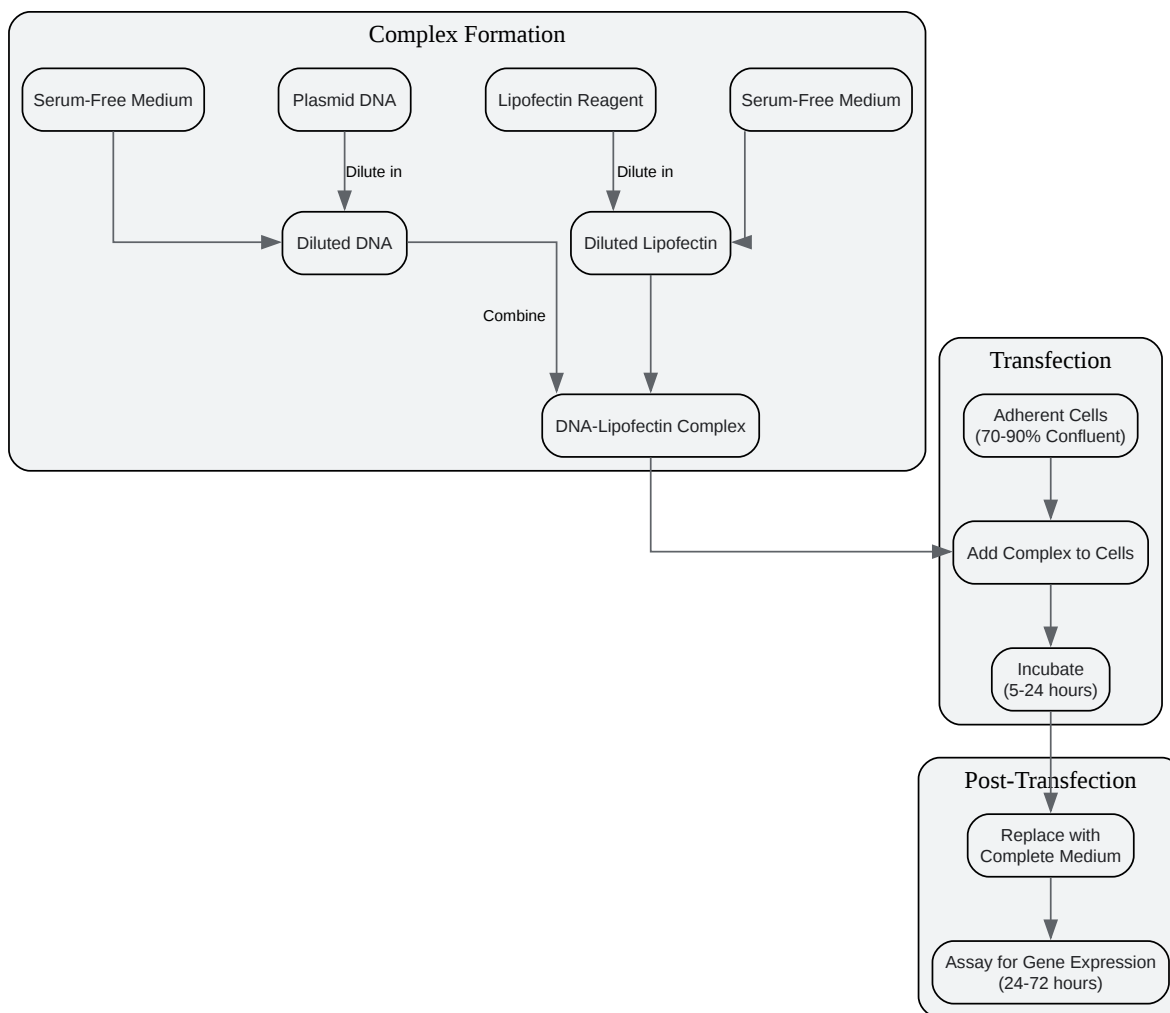 Complex Formation
Serum-Free Medium
Plasmid DNA
Lipofectin Reagent
Serum-Free Medium
Dilute in
Dilute in
Diluted DNA
Diluted Lipofectin
Combine
DNA-Lipofectin Complex
Transfection
Adherent Cells
(70-90% Confluent)
Add Complex to Cells
Incubate
(5-24 hours)
Post-Transfection
Replace with
Complete Medium
Assay for Gene Expression
(24-72 hours)